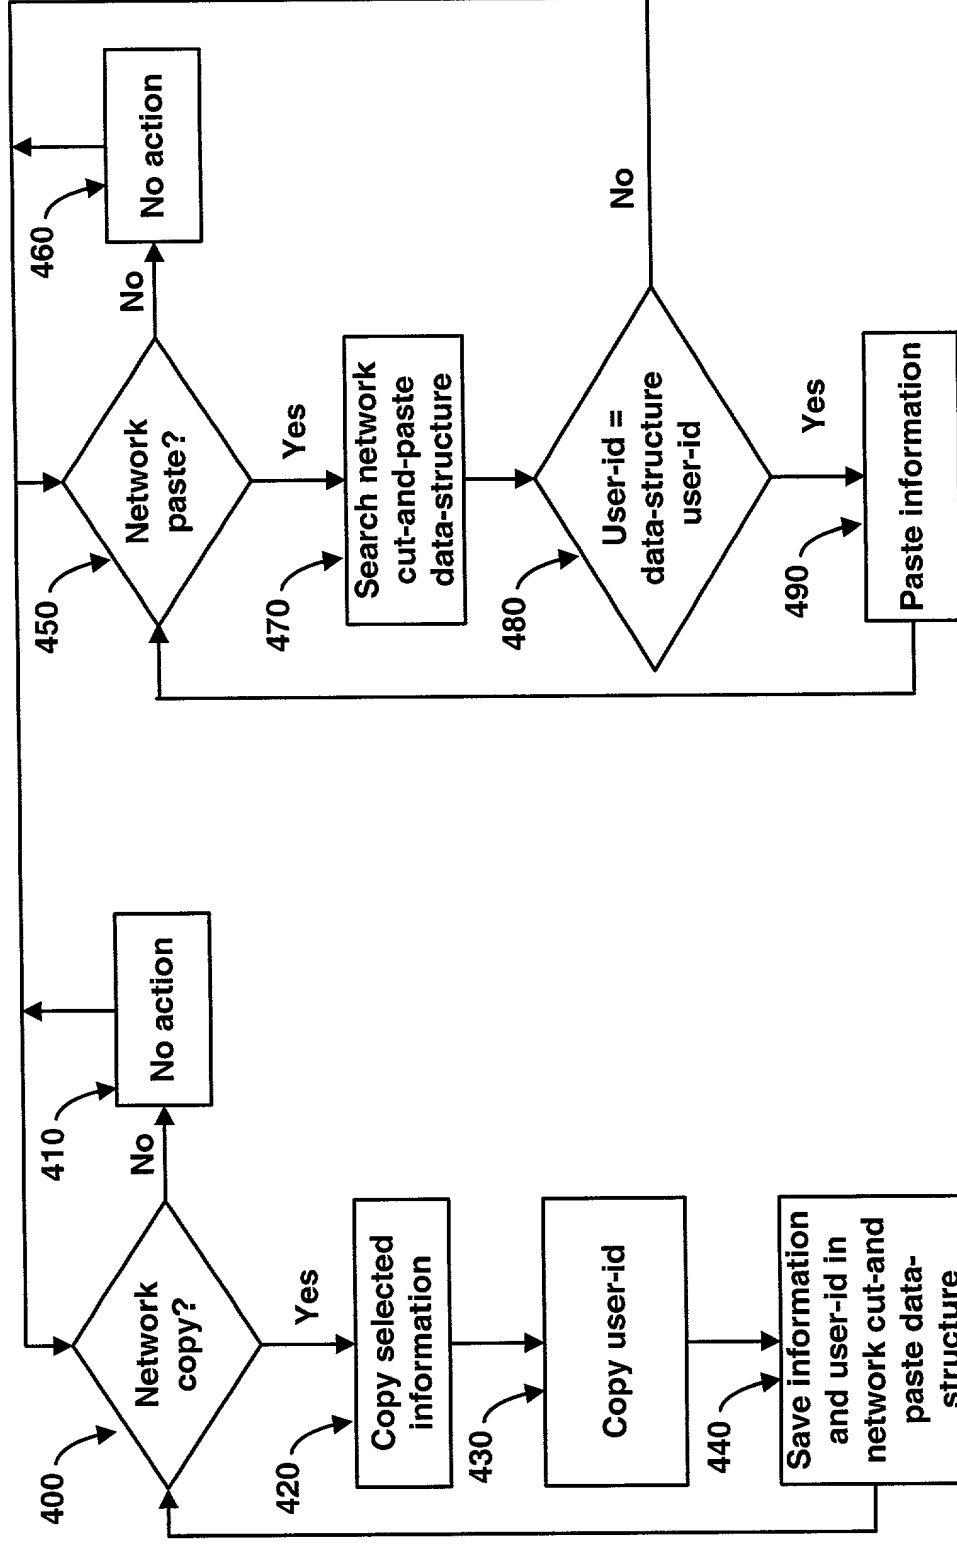 400
Network
copy?
No
410
No action
Yes
420
Copy selected
information
430
Copy user-id
440
Save information
and user-id in
network cut-and
paste data-
structure
450
Network
paste?
No
460
No action
Yes
470
Search network
cut-and-paste
data-structure
480
User-id =
data-structure
user-id
No
Yes
490
Paste information